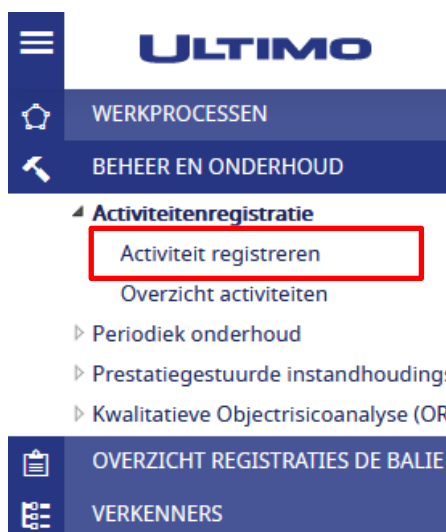 ULTIMO
WERKPROCESSEN
BEHEER EN ONDERHOUD
Activiteitenregistratie
Activiteit registreren
Overzicht activiteiten
Periodiek onderhoud
Prestatiegestuurde instandhoudings
Kwalitatieve Objectrisicoanalyse (OR
OVERZICHT REGISTRATIES DE BALIE
VERKENNERS